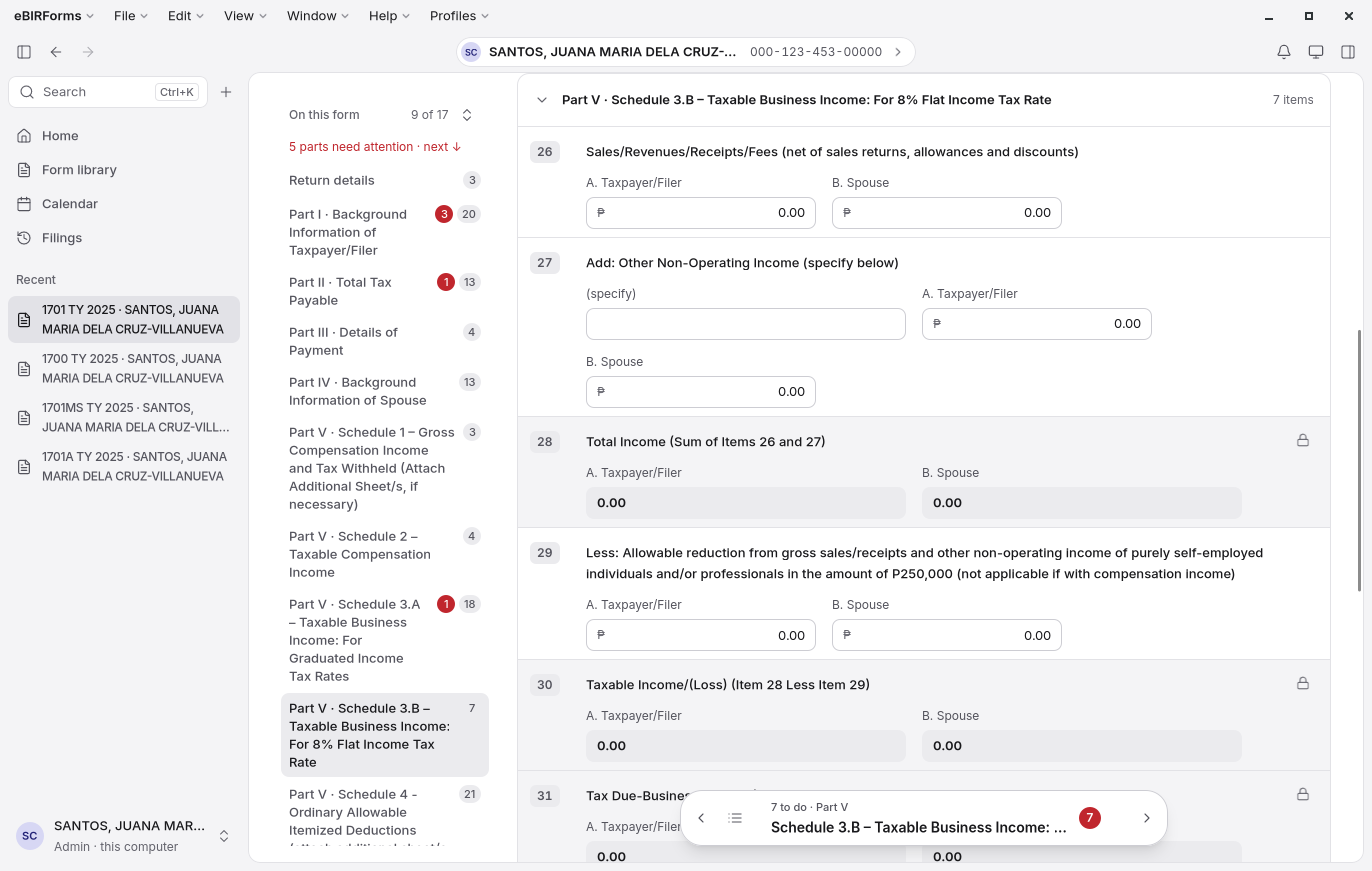 eBIRForms File Edit View Window Help Profiles
SC SANTOS, JUANA MARIA DELA CRUZ-... 000-123-453-00000
Search Ctrl+K
Home
Form library
Calendar
Filings
Recent
1701 TY 2025 · SANTOS, JUANA
MARIA DELA CRUZ-VILLANUEVA
1700 TY 2025 · SANTOS, JUANA
MARIA DELA CRUZ-VILLANUEVA
1701MS TY 2025 · SANTOS,
JUANA MARIA DELA CRUZ-VILL...
1701A TY 2025 · SANTOS, JUANA
MARIA DELA CRUZ-VILLANUEVA
SC
SANTOS, JUANA MAR...
Admin · this computer
On this form 9 of 17
5 parts need attention · next ↓
Return details 3
Part I · Background 3 20
Information of
Taxpayer/Filer
Part II · Total Tax 1 13
Payable
Part III · Details of 4
Payment
Part IV · Background 13
Information of Spouse
Part V · Schedule 1 – Gross 3
Compensation Income
and Tax Withheld (Attach
Additional Sheet/s, if
necessary)
Part V · Schedule 2 – 4
Taxable Compensation
Income
Part V · Schedule 3.A 1 18
– Taxable Business
Income: For
Graduated Income
Tax Rates
Part V · Schedule 3.B – 7
Taxable Business Income:
For 8% Flat Income Tax
Rate
Part V · Schedule 4 - 21
Ordinary Allowable
Itemized Deductions
Part V · Schedule 3.B – Taxable Business Income: For 8% Flat Income Tax Rate 7 items
26 Sales/Revenues/Receipts/Fees (net of sales returns, allowances and discounts)
A. Taxpayer/Filer B. Spouse
₱ 0.00 ₱ 0.00
27 Add: Other Non-Operating Income (specify below)
(specify) A. Taxpayer/Filer
₱ 0.00
B. Spouse
₱ 0.00
28 Total Income (Sum of Items 26 and 27)
A. Taxpayer/Filer B. Spouse
0.00 0.00
29 Less: Allowable reduction from gross sales/receipts and other non-operating income of purely self-employed
individuals and/or professionals in the amount of P250,000 (not applicable if with compensation income)
A. Taxpayer/Filer B. Spouse
₱ 0.00 ₱ 0.00
30 Taxable Income/(Loss) (Item 28 Less Item 29)
A. Taxpayer/Filer B. Spouse
0.00 0.00
31 Tax Due-Busine
A. Taxpayer/Filer
0.00 0.00
7 to do · Part V
Schedule 3.B – Taxable Business Income: ... 7